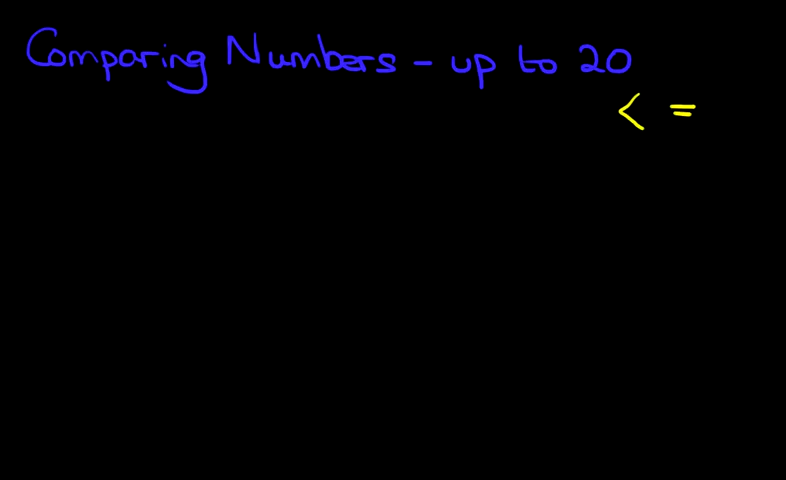 Comparing Numbers - up to 20
< =